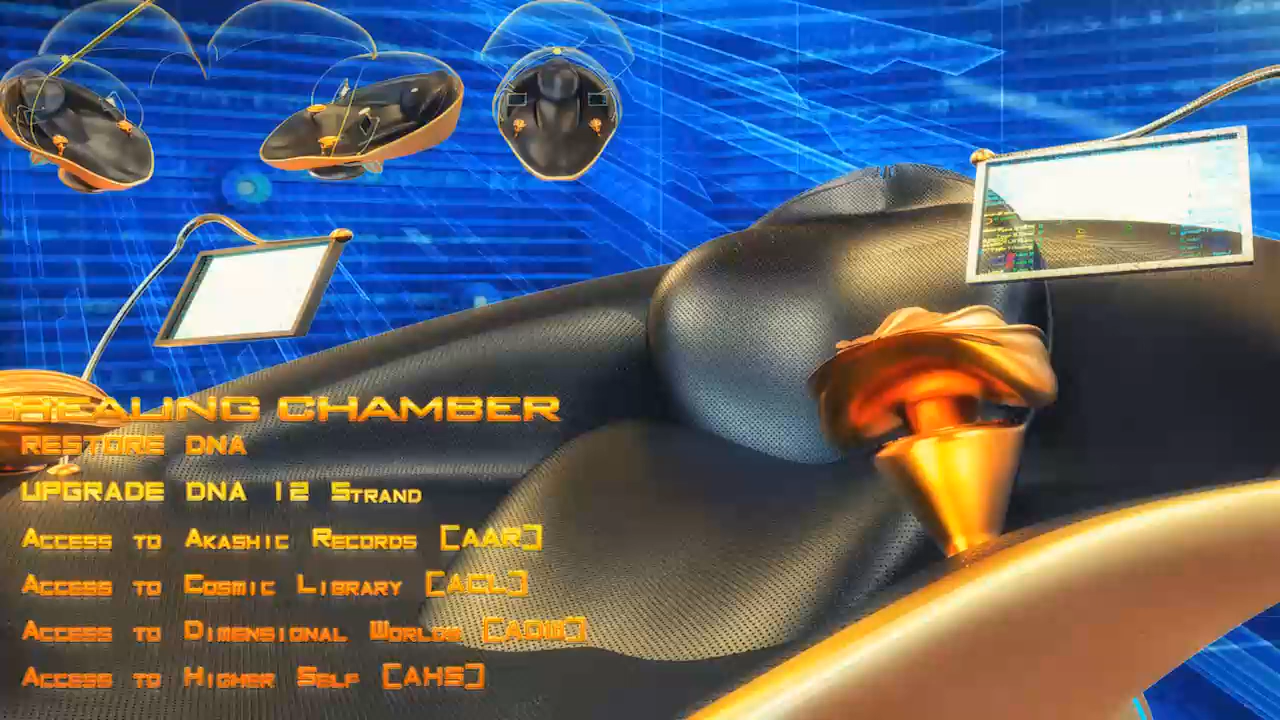 HEALING CHAMBER
RESTORE DNA
UPGRADE DNA 12 STRAND
ACCESS TO AKASHIC RECORDS [AAR]
ACCESS TO COSMIC LIBRARY [ACL]
ACCESS TO DIMENSIONAL WORLDS [ADW]
ACCESS TO HIGHER SELF [AHS]